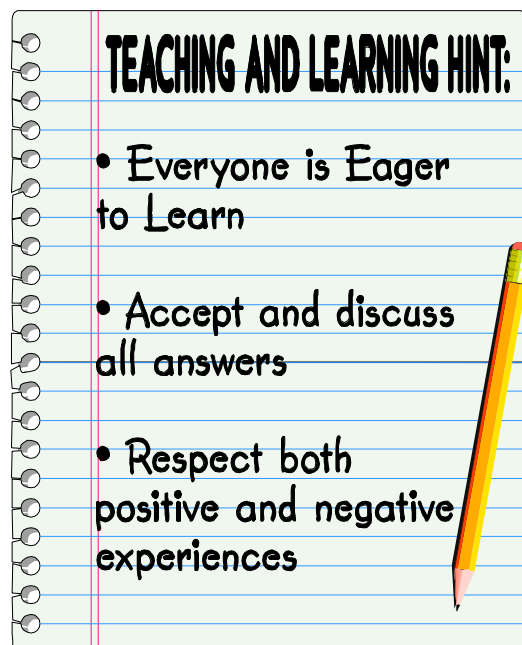 TEACHING AND LEARNING HINT:
• Everyone is Eager
to Learn
• Accept and discuss
all answers
• Respect both
positive and negative
experiences